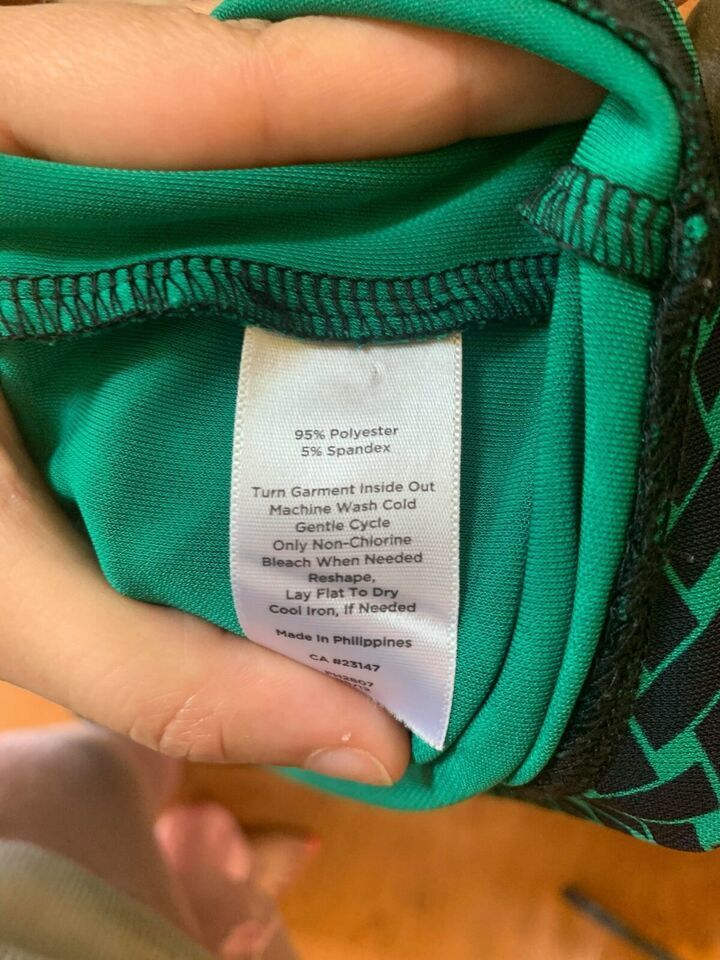 95% Polyester
5% Spandex
Turn Garment Inside Out
Machine Wash Cold
Gentle Cycle
Only Non-Chlorine
Bleach When Needed
Reshape,
Lay Flat To Dry
Cool Iron, If Needed
Made In Philippines
CA #23147